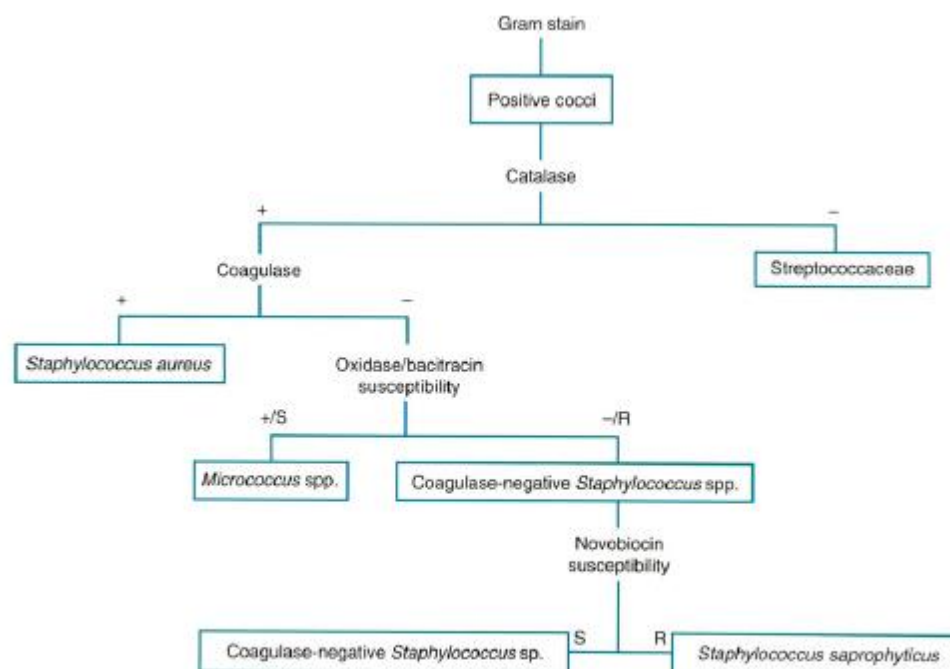 Gram stain
Positive cocci
Catalase
+
–
Coagulase
Streptococcaceae
+
–
Staphylococcus aureus
Oxidase/bacitracin
susceptibility
+/S
–/R
Micrococcus spp.
Coagulase-negative Staphylococcus spp.
Novobiocin
susceptibility
Coagulase-negative Staphylococcus sp.
S
R
Staphylococcus saprophyticus